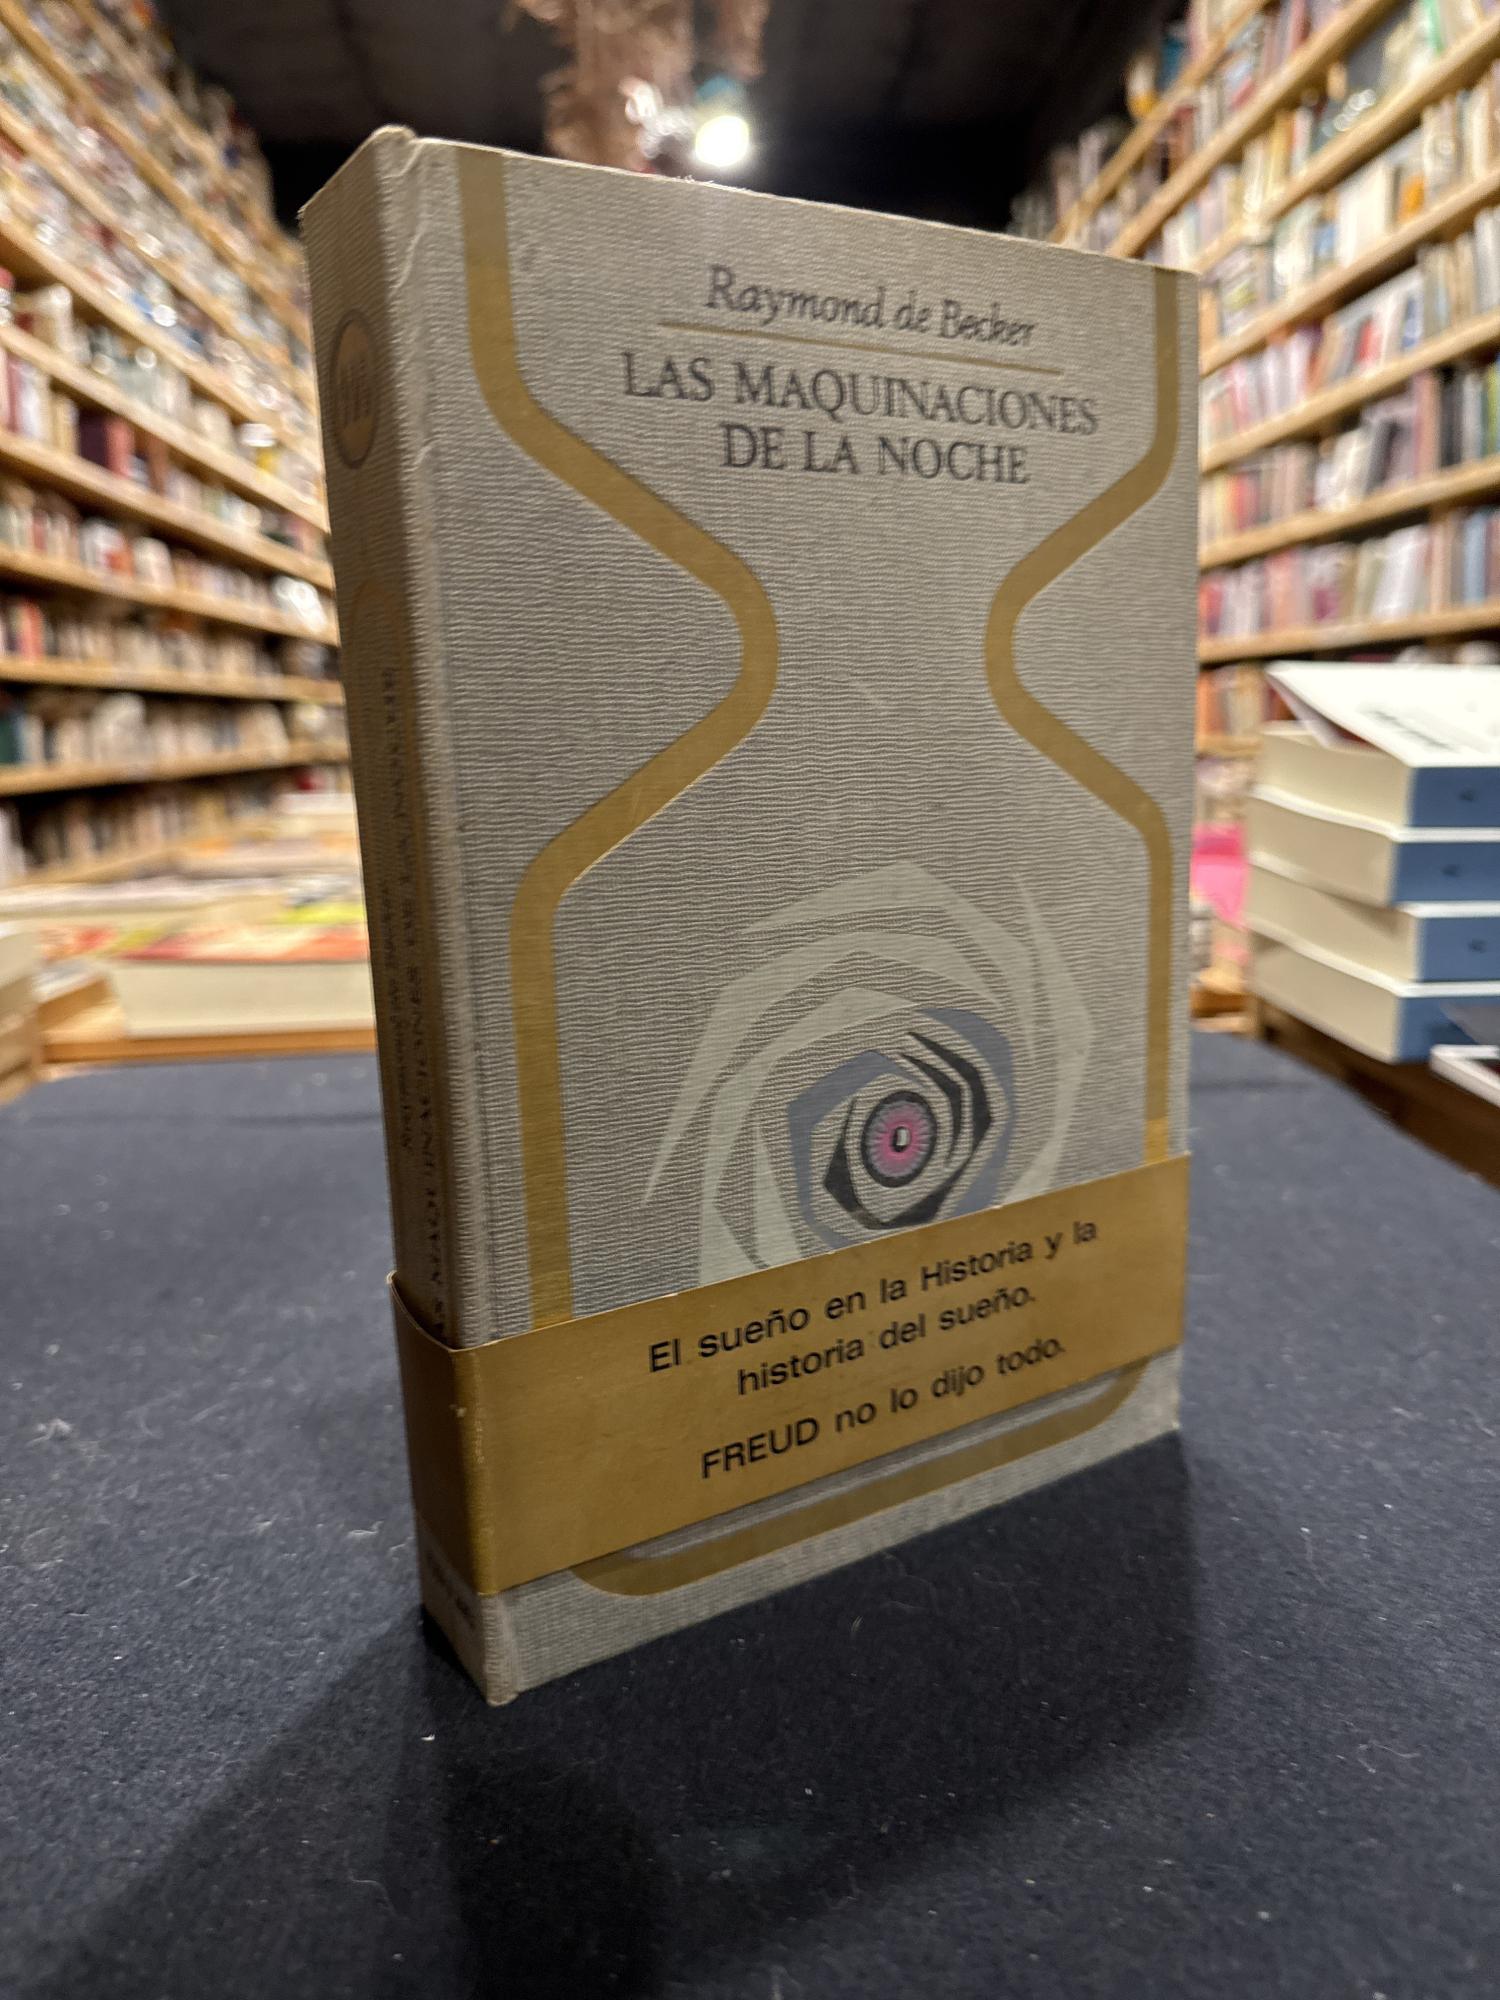 Raymond de Becker
LAS MAQUINACIONES
DE LA NOCHE
El sueño en la Historia y la
historia del sueño.
FREUD no lo dijo todo.